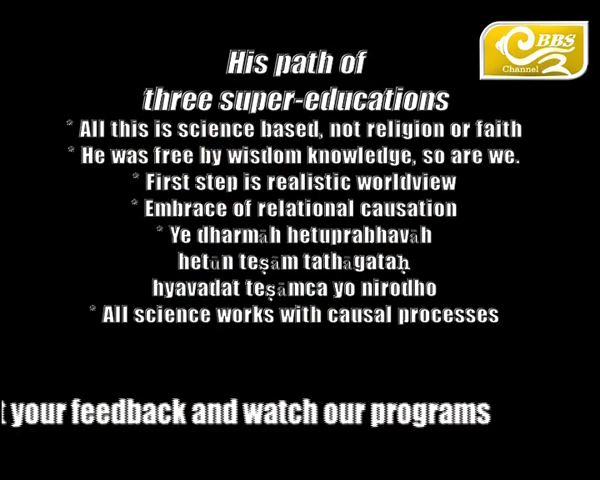 BBS
Channel 2
His path of
three super-educations
* All this is science based, not religion or faith
* He was free by wisdom knowledge, so are we.
* First step is realistic worldview
* Embrace of relational causation
* Ye dharmāh hetuprabhavāh
hetūn teṣām tathāgataḥ
hyavadat teṣāmca yo nirodho
* All science works with causal processes
t your feedback and watch our programs